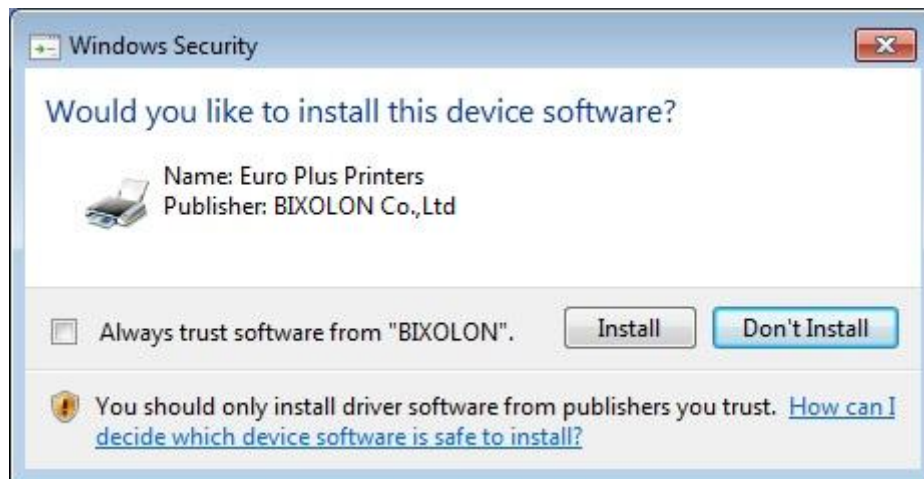 Windows Security
Would you like to install this device software?
Name: Euro Plus Printers
Publisher: BIXOLON Co.,Ltd
Always trust software from "BIXOLON".
Install
Don't Install
You should only install driver software from publishers you trust. How can I
decide which device software is safe to install?